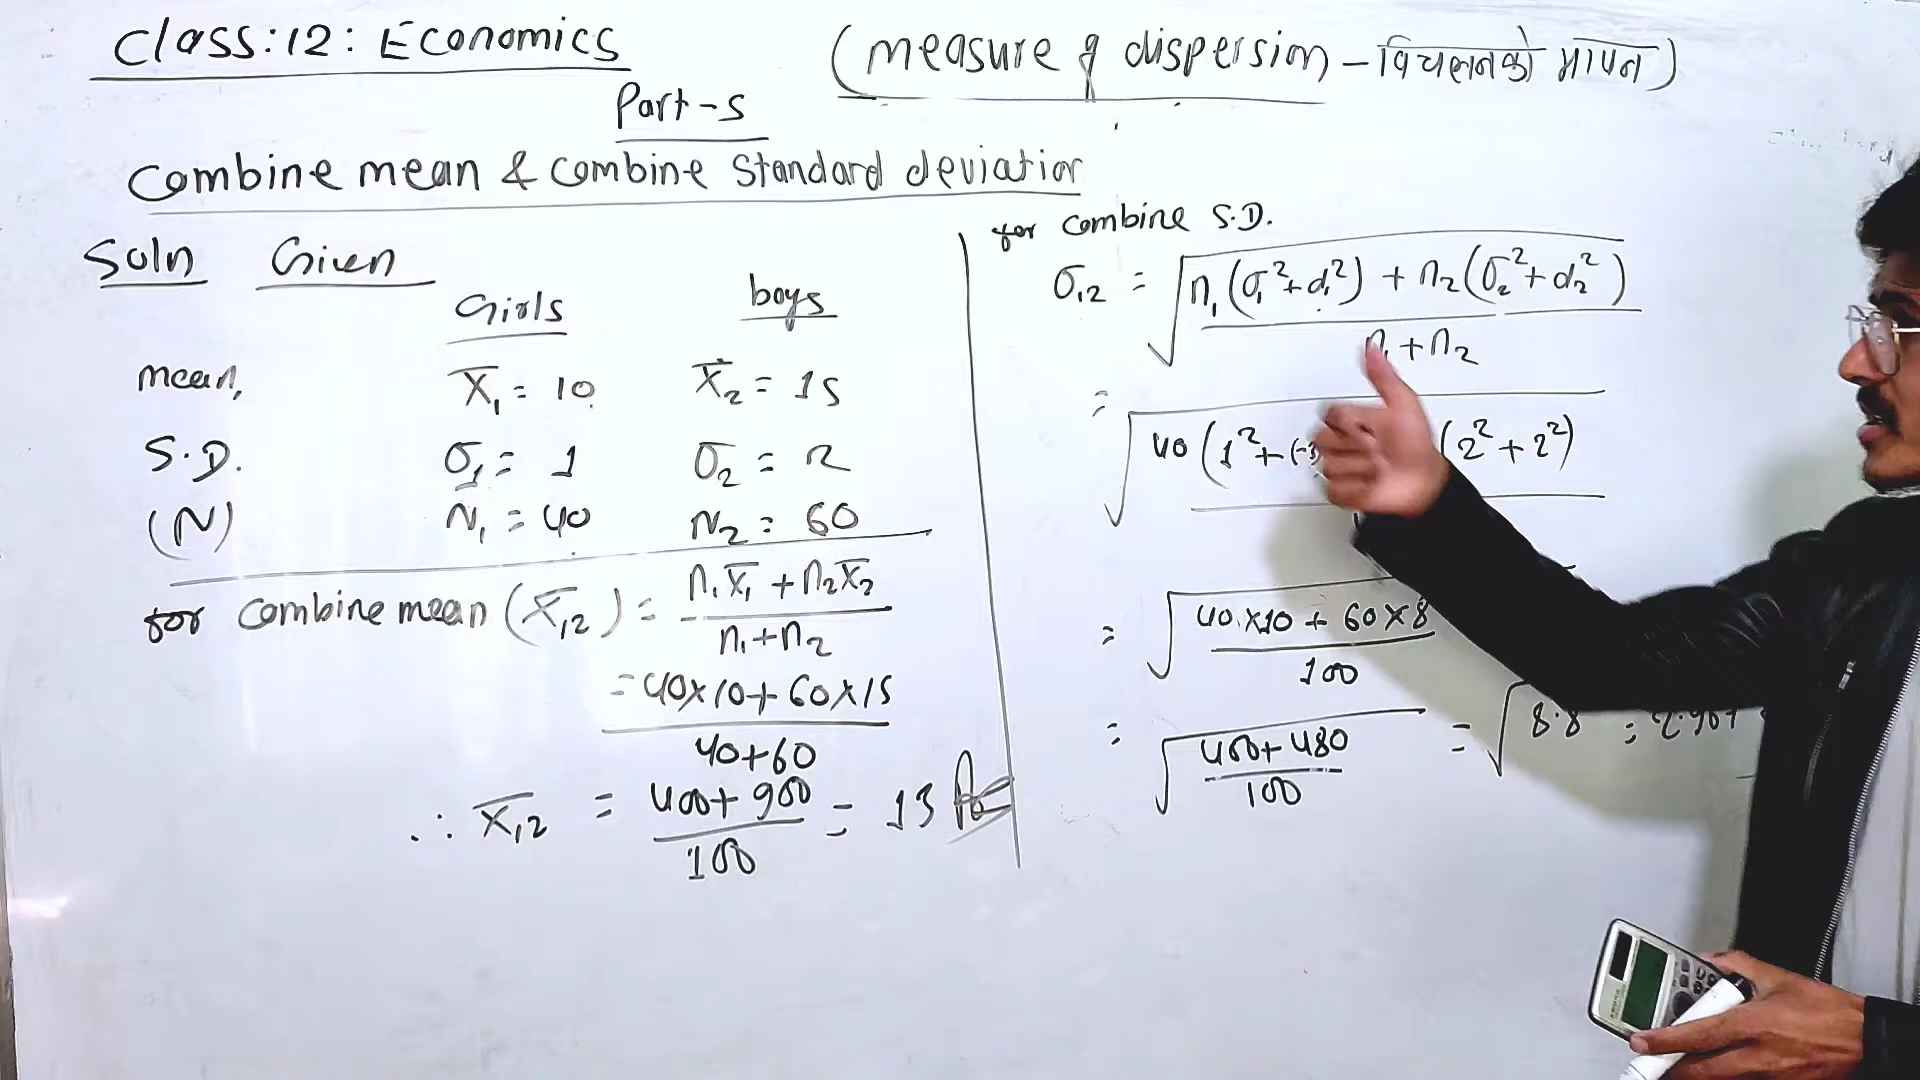 Class:12: Economics
(measure of dispersion - विचलनको मापन)
Part-5
Combine mean & combine Standard deviation
Soln Given
Girls boys
mean, X̄₁ = 10 X̄₂ = 15
S.D. σ₁ = 1 σ₂ = 2
(N) N₁ = 40 N₂ = 60
for combine mean (X̄₁₂) = n₁X̄₁ + n₂X̄₂ / n₁+n₂
= 40×10+60×15 / 40+60
∴ X̄₁₂ = 400+900 / 100 = 13
for combine S.D.
σ₁₂ = √ n₁(σ₁²+d₁²) + n₂(σ₂²+d₂²) / n₁+n₂
= √ 40(1²+(-3 (2²+2²)
= √ 40×10 + 60×8 / 100
= √ 400+480 / 100 = √ 8.8 = 2.96